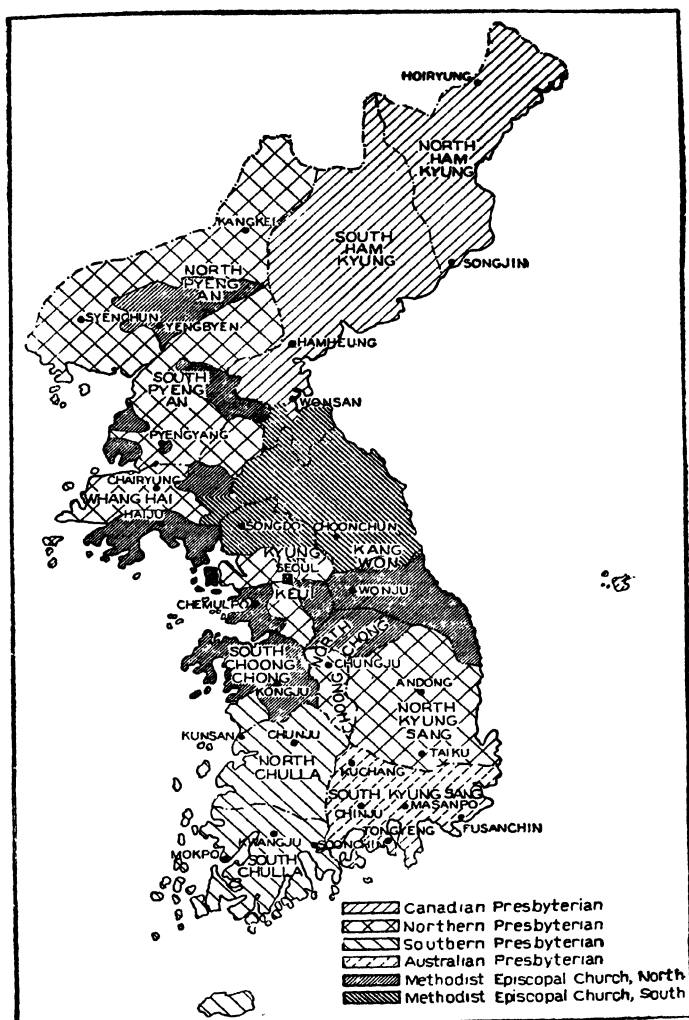 HOIRYUNG
NORTH
HAM
KYUNG
KANGKEI
SOUTH
HAM
KYUNG
SONGJIN
NORTH
PYENG
AN
SYENCHUN
YENGBYEN
HAMHEUNG
SOUTH
PYENG
AN
WONSAN
PYENGYANG
CHAIRYUNG
WHANG HAI
HAIJU
SONGDO
CHOONCHUN
KYUNG
KANG
WON
SEOUL
KEUI
WONJU
CHEMULPO
SOUTH
CHOONG
CHONG
KONGJU
NORTH
CHOONG
CHONG
CHUNGJU
ANDONG
NORTH
KYUNG
SANG
KUNSAN
CHUNJU
TAIKU
NORTH
CHULLA
KUCHANG
SOUTH KYUNG SANG
CHINJU
MASANPO
FUSANCHIN
TONGYENG
KWANGJU
SOONCHUN
MOKPO
SOUTH
CHULLA
Canadian Presbyterian
Northern Presbyterian
Southern Presbyterian
Australian Presbyterian
Methodist Episcopal Church, North
Methodist Episcopal Church, South